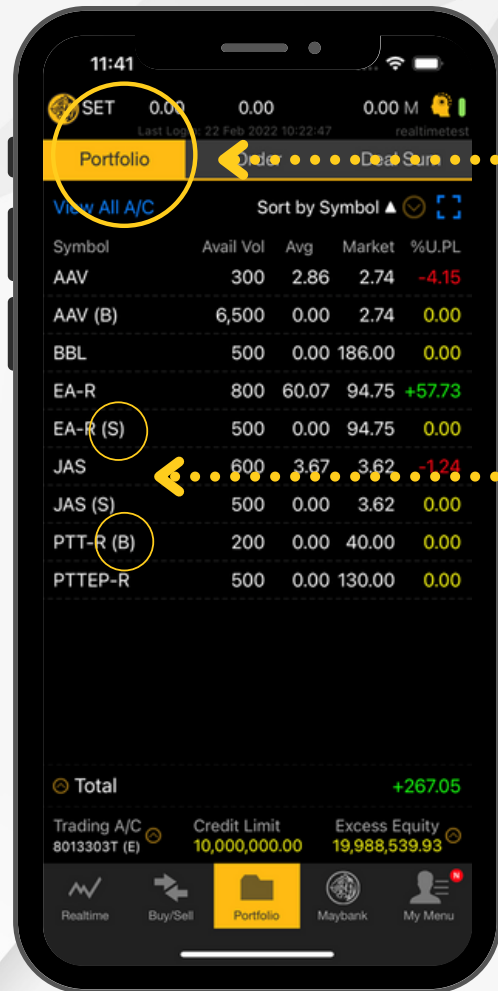 11:41
SET 0.00 0.00 0.00 M
Last Login: 22 Feb 2022 10:22:47 realtimetest
Portfolio Order Deal Sum
View All A/C Sort by Symbol ▲
Symbol Avail Vol Avg Market %U.PL
AAV 300 2.86 2.74 -4.15
AAV (B) 6,500 0.00 2.74 0.00
BBL 500 0.00 186.00 0.00
EA-R 800 60.07 94.75 +57.73
EA-R (S) 500 0.00 94.75 0.00
JAS 600 3.67 3.62 -1.24
JAS (S) 500 0.00 3.62 0.00
PTT-R (B) 200 0.00 40.00 0.00
PTTEP-R 500 0.00 130.00 0.00
Total +267.05
Trading A/C Credit Limit Excess Equity
8013303T (E) 10,000,000.00 19,988,539.93
Realtime Buy/Sell Portfolio Maybank My Menu
N